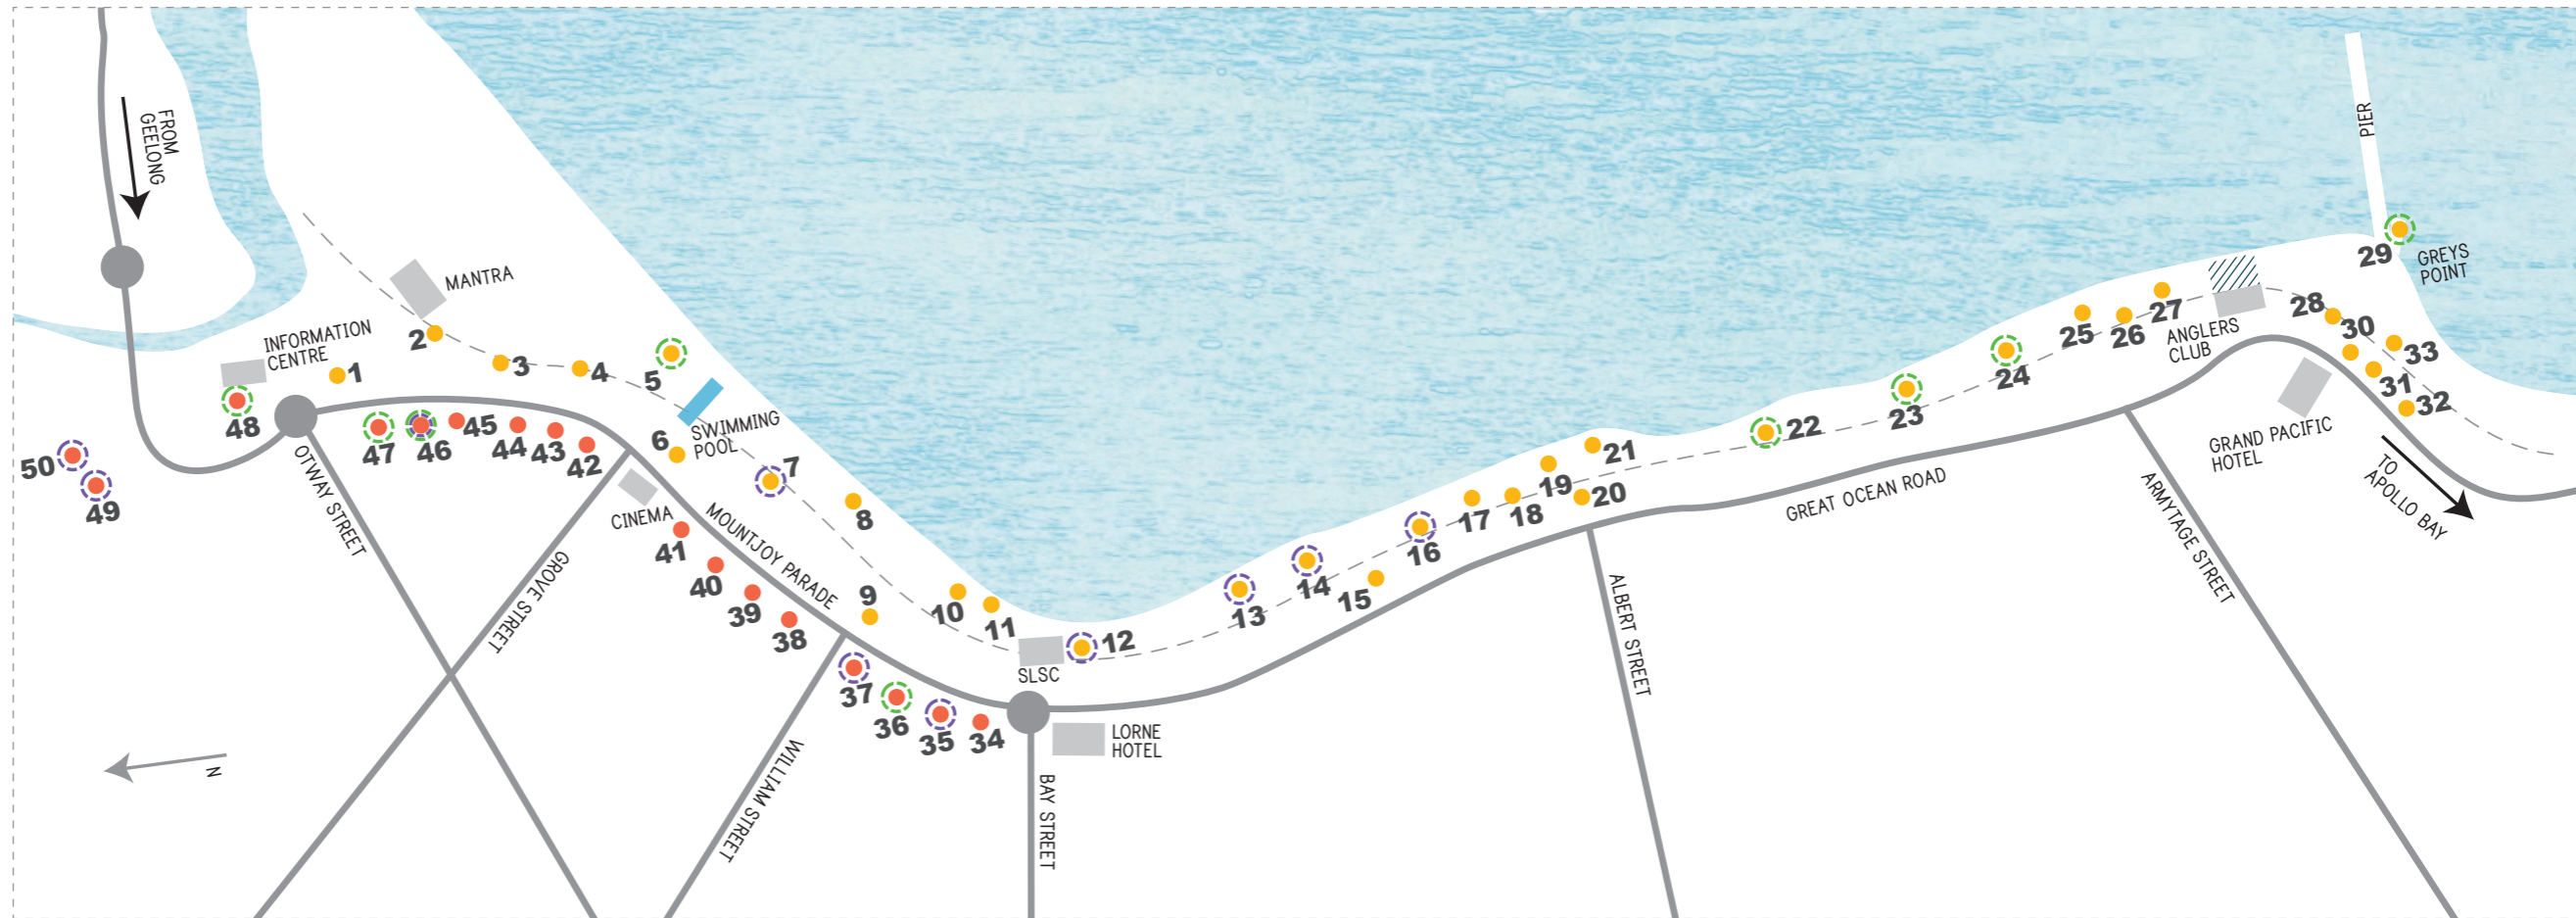 FROM
GEELONG
MANTRA
INFORMATION
CENTRE
1
2
3
4
5
SWIMMING
POOL
6
7
8
9
10
11
SLSC
12
13
14
15
16
17
18
19
20
21
22
23
24
25
26
27
ANGLERS
CLUB
28
PIER
29
GREYS
POINT
30
31
32
33
GRAND PACIFIC
HOTEL
TO
APOLLO BAY
GREAT OCEAN ROAD
ARMYTAGE STREET
ALBERT STREET
LORNE
HOTEL
BAY STREET
34
35
36
37
WILLIAM STREET
38
39
40
41
MOUNTJOY PARADE
CINEMA
GROVE STREET
42
43
44
45
46
47
OTWAY STREET
48
49
50
N